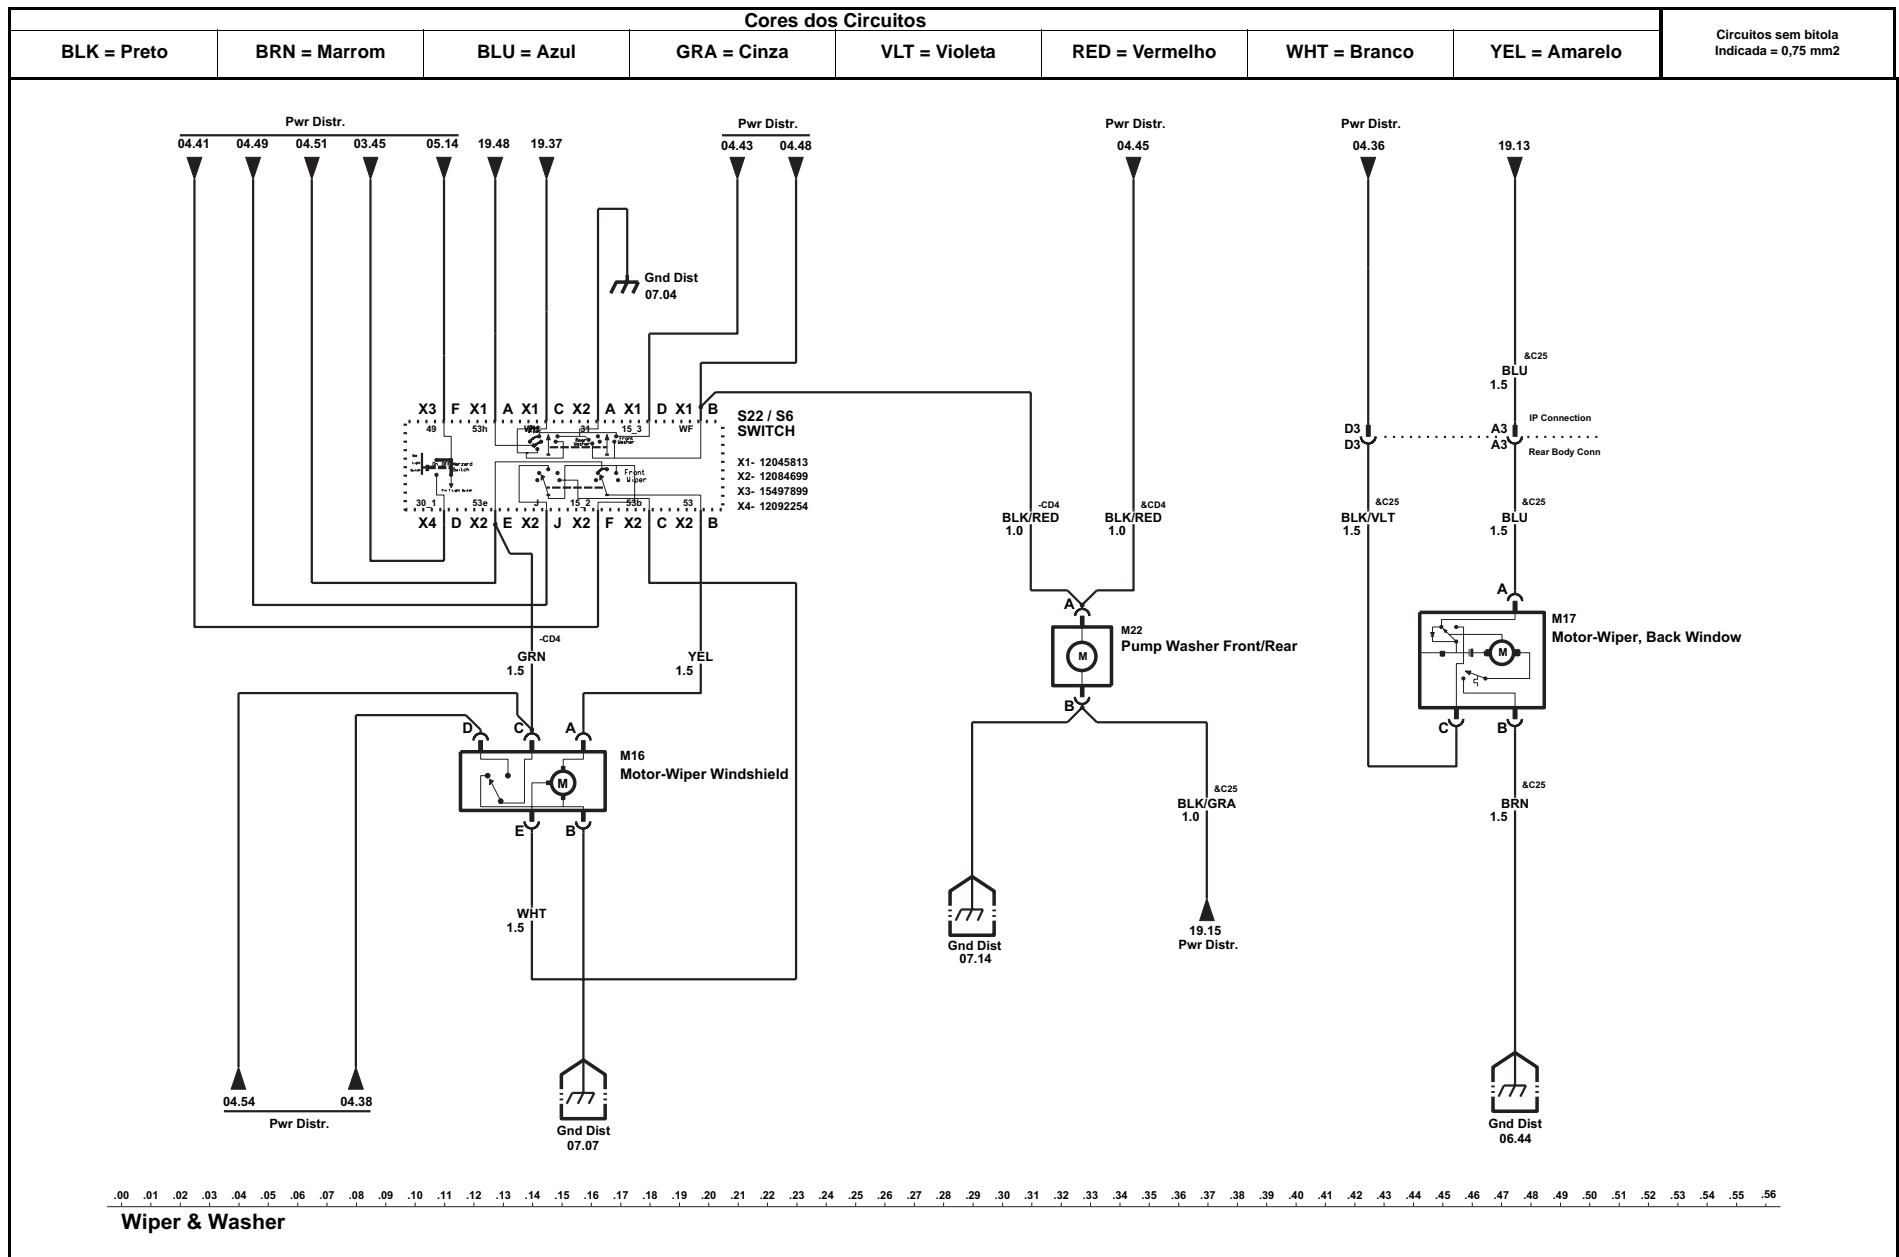 Cores dos Circuitos
BLK = Preto BRN = Marrom BLU = Azul GRA = Cinza VLT = Violeta RED = Vermelho WHT = Branco YEL = Amarelo
Circuitos sem bitola
Indicada = 0,75 mm2
Pwr Distr. Pwr Distr. Pwr Distr. Pwr Distr.
04.41 04.49 04.51 03.45 05.14 19.48 19.37 04.43 04.48 04.45 04.36 19.13
Gnd Dist
07.04
&C25
BLU
1.5
X3 F X1 A X1 C X2 A X1 D X1 B
49 53h 31 15_3 WF
Rear
Washer
Front
Washer
Front
Wiper
30_1 53e J 15_2 53b 53
X4 D X2 E X2 J X2 F X2 C X2 B
S22 / S6
SWITCH
X1- 12045813
X2- 12084699
X3- 15497899
X4- 12092254
D3 A3 IP Connection
D3 A3 Rear Body Conn
-CD4
BLK/RED
1.0
&CD4
BLK/RED
1.0
&C25
BLK/VLT
1.5
&C25
BLU
1.5
-CD4
GRN
1.5
YEL
1.5
A
M
B
M22
Pump Washer Front/Rear
A
M
C B
M17
Motor-Wiper, Back Window
D C A
M
E B
M16
Motor-Wiper Windshield
&C25
BLK/GRA
1.0
&C25
BRN
1.5
WHT
1.5
Gnd Dist
07.14
19.15
Pwr Distr.
04.54 04.38
Pwr Distr.
Gnd Dist
07.07
Gnd Dist
06.44
.00 .01 .02 .03 .04 .05 .06 .07 .08 .09 .10 .11 .12 .13 .14 .15 .16 .17 .18 .19 .20 .21 .22 .23 .24 .25 .26 .27 .28 .29 .30 .31 .32 .33 .34 .35 .36 .37 .38 .39 .40 .41 .42 .43 .44 .45 .46 .47 .48 .49 .50 .51 .52 .53 .54 .55 .56
Wiper & Washer